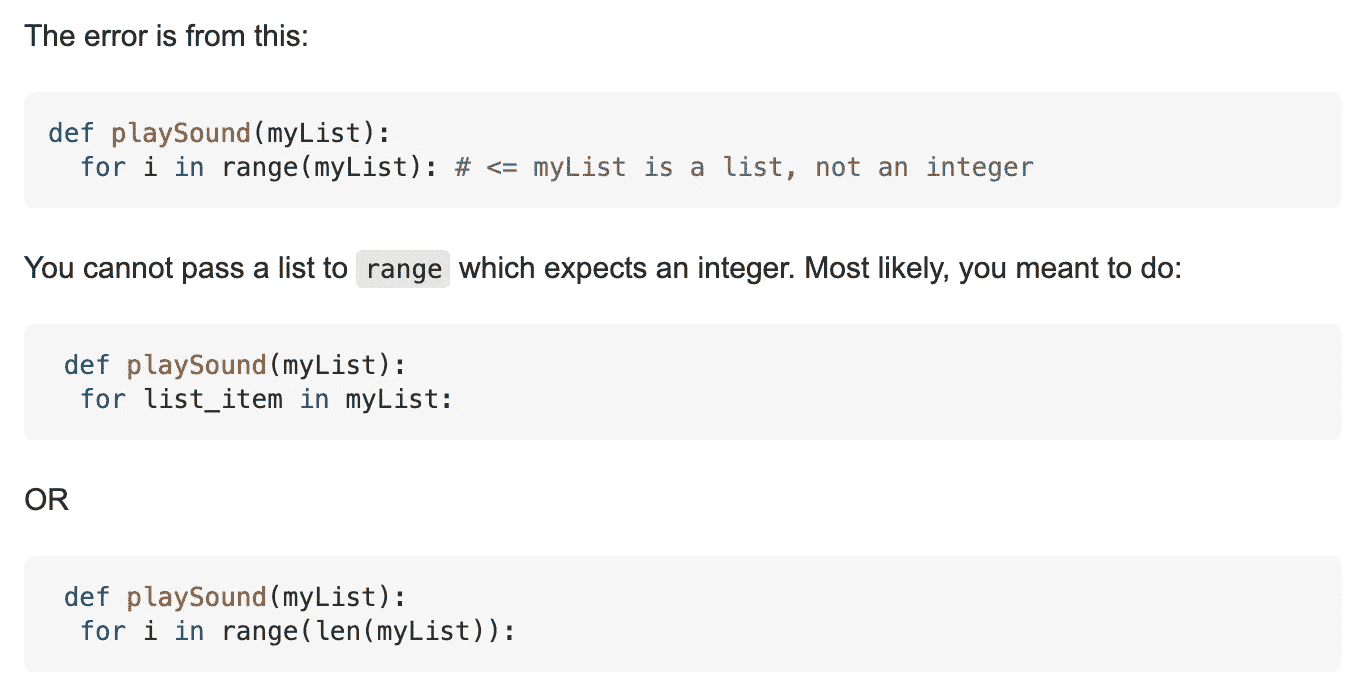 The error is from this:
def playSound(myList):
  for i in range(myList): # <= myList is a list, not an integer
You cannot pass a list to range which expects an integer. Most likely, you meant to do:
 def playSound(myList):
  for list_item in myList:
OR
 def playSound(myList):
  for i in range(len(myList)):